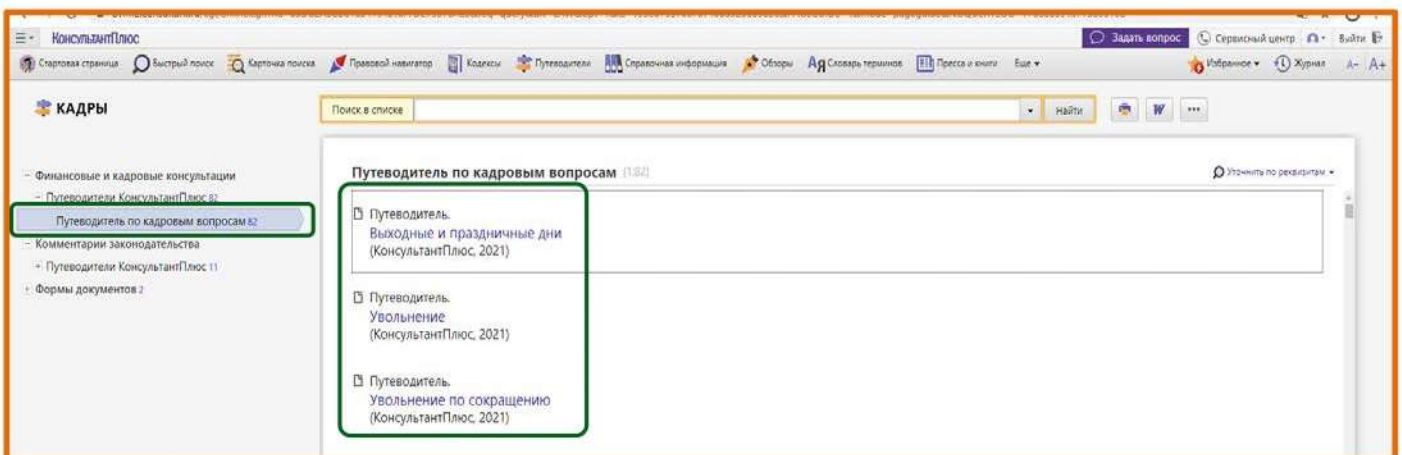 КонсультантПлюс
Задать вопрос
Сервисный центр
Выйти
Стартовая страница
Быстрый поиск
Карточка поиска
Правовой навигатор
Кодексы
Путеводители
Справочная информация
Обзоры
Словарь терминов
Пресса и книги
Еще
Избранное
Журнал
A-
A+
КАДРЫ
Поиск в списке
Найти
Финансовые и кадровые консультации
Путеводители КонсультантПлюс 82
Путеводитель по кадровым вопросам 82
Комментарии законодательства
Путеводители КонсультантПлюс 11
Формы документов 2
Путеводитель по кадровым вопросам [1:82]
Уточнить по реквизитам
Путеводитель.
Выходные и праздничные дни
(КонсультантПлюс, 2021)
Путеводитель.
Увольнение
(КонсультантПлюс, 2021)
Путеводитель.
Увольнение по сокращению
(КонсультантПлюс, 2021)